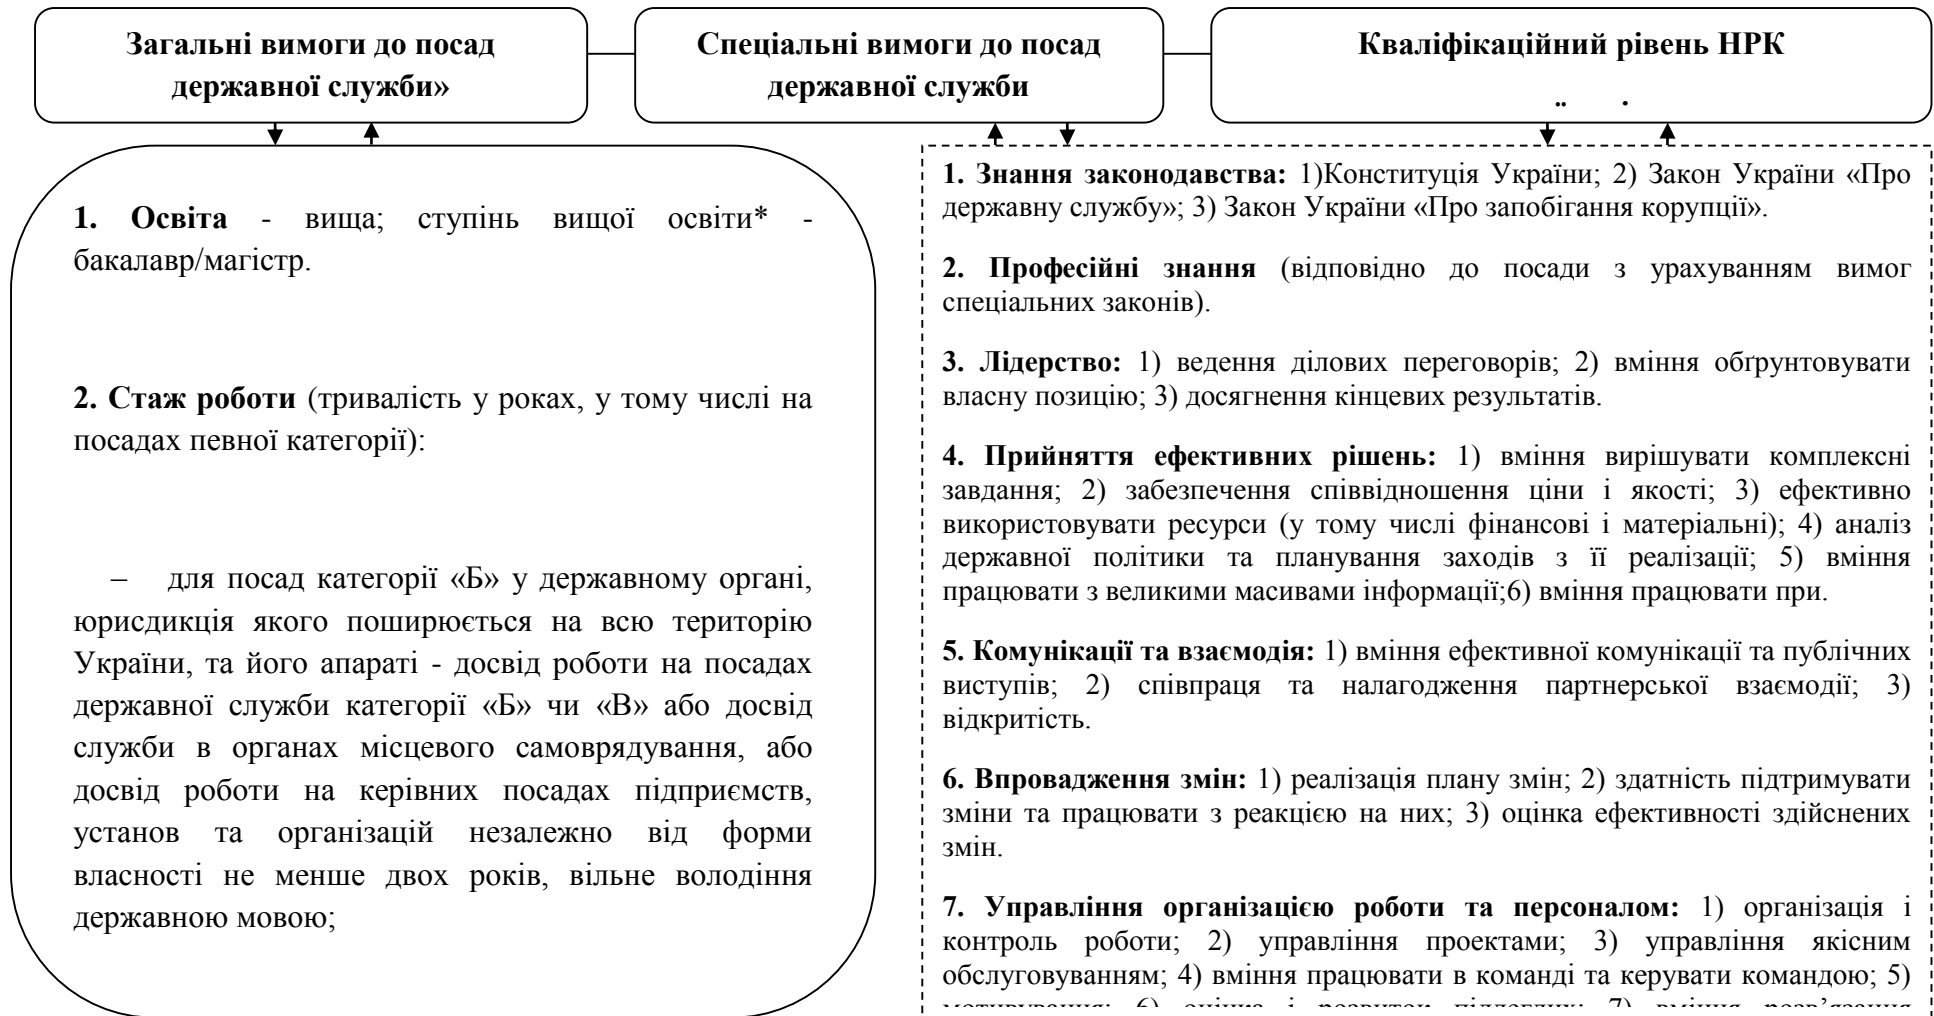 Загальні вимоги до посад
державної служби»
Спеціальні вимоги до посад
державної служби
Кваліфікаційний рівень НРК
1. Освіта - вища; ступінь вищої освіти* -
бакалавр/магістр.
2. Стаж роботи (тривалість у роках, у тому числі на
посадах певної категорії):
– для посад категорії «Б» у державному органі,
юрисдикція якого поширюється на всю територію
України, та його апараті - досвід роботи на посадах
державної служби категорії «Б» чи «В» або досвід
служби в органах місцевого самоврядування, або
досвід роботи на керівних посадах підприємств,
установ та організацій незалежно від форми
власності не менше двох років, вільне володіння
державною мовою;
1. Знання законодавства: 1)Конституція України; 2) Закон України «Про
державну службу»; 3) Закон України «Про запобігання корупції».
2. Професійні знання (відповідно до посади з урахуванням вимог
спеціальних законів).
3. Лідерство: 1) ведення ділових переговорів; 2) вміння обґрунтовувати
власну позицію; 3) досягнення кінцевих результатів.
4. Прийняття ефективних рішень: 1) вміння вирішувати комплексні
завдання; 2) забезпечення співвідношення ціни і якості; 3) ефективно
використовувати ресурси (у тому числі фінансові і матеріальні); 4) аналіз
державної політики та планування заходів з її реалізації; 5) вміння
працювати з великими масивами інформації;6) вміння працювати при.
5. Комунікації та взаємодія: 1) вміння ефективної комунікації та публічних
виступів; 2) співпраця та налагодження партнерської взаємодії; 3)
відкритість.
6. Впровадження змін: 1) реалізація плану змін; 2) здатність підтримувати
зміни та працювати з реакцією на них; 3) оцінка ефективності здійснених
змін.
7. Управління організацією роботи та персоналом: 1) організація і
контроль роботи; 2) управління проектами; 3) управління якісним
обслуговуванням; 4) вміння працювати в команді та керувати командою; 5)
мотивування; 6) оцінка і розвиток підлеглих; 7) вміння розв’язання